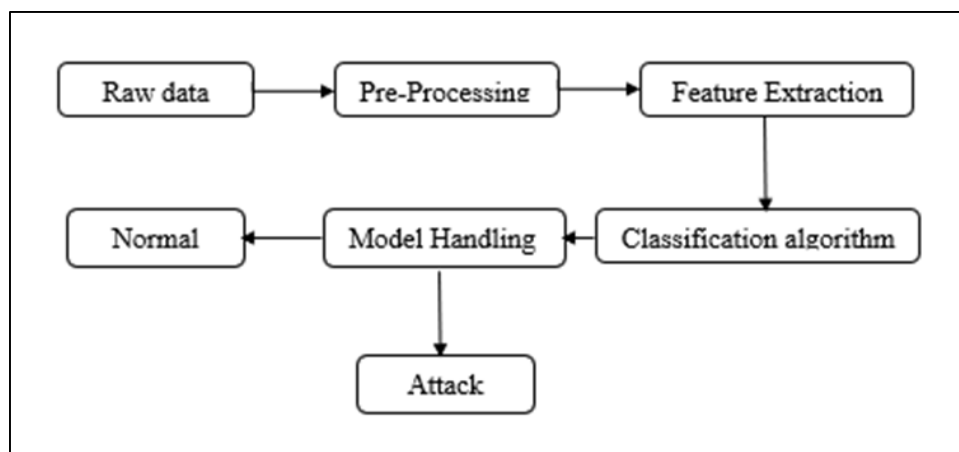 Raw data
Pre-Processing
Feature Extraction
Normal
Model Handling
Classification algorithm
Attack